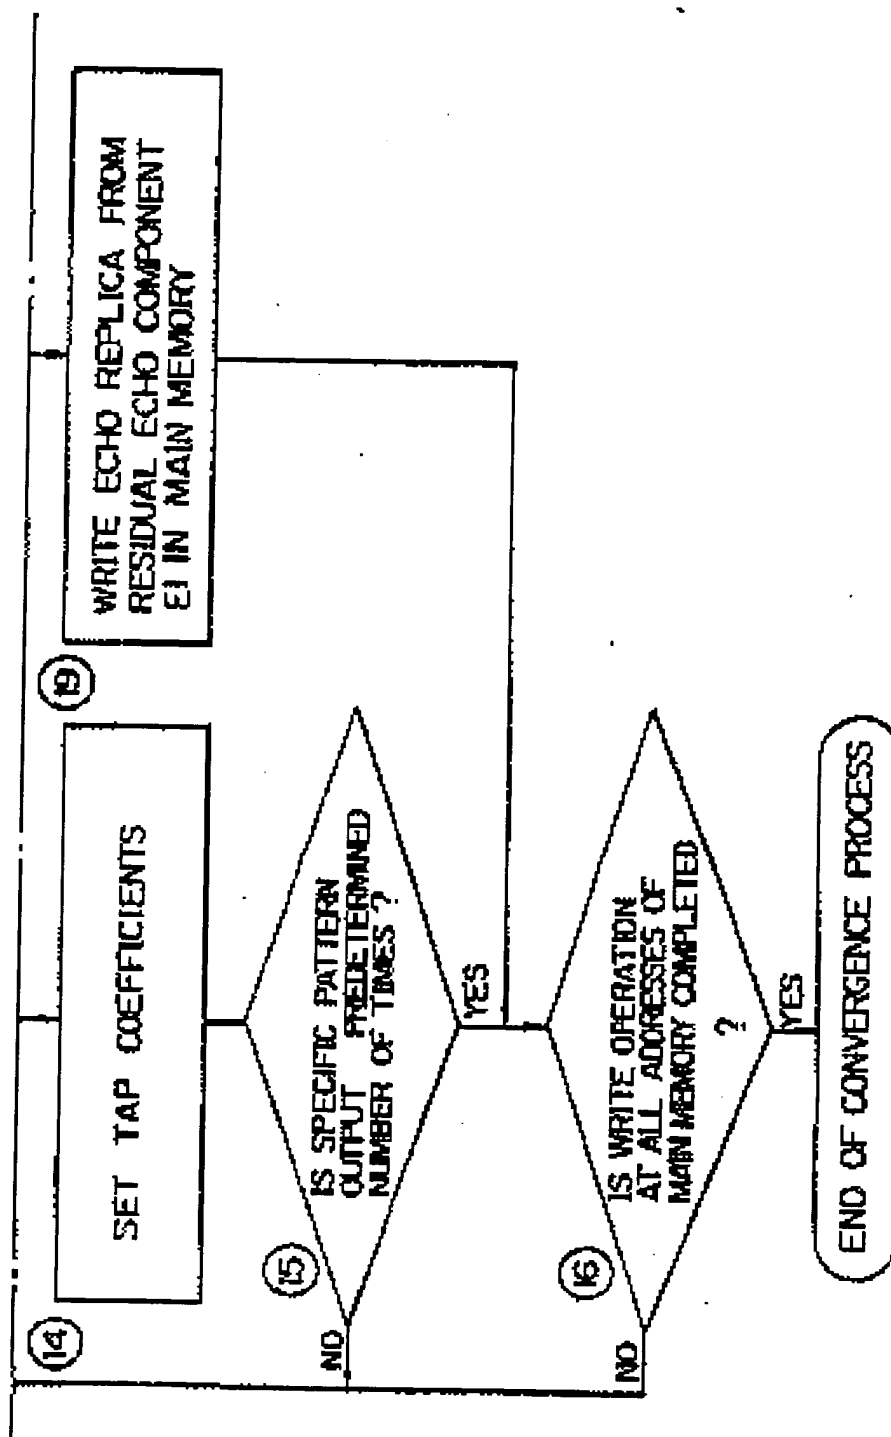 14
SET TAP COEFFICIENTS
19
WRITE ECHO REPLICA FROM
RESIDUAL ECHO COMPONENT
EI IN MAIN MEMORY
15
IS SPECIFIC PATTERN
OUTPUT PREDETERMINED
NUMBER OF TIMES ?
NO
YES
16
IS WRITE OPERATION
AT ALL ADDRESSES OF
MAIN MEMORY COMPLETED
?
NO
YES
END OF CONVERGENCE PROCESS